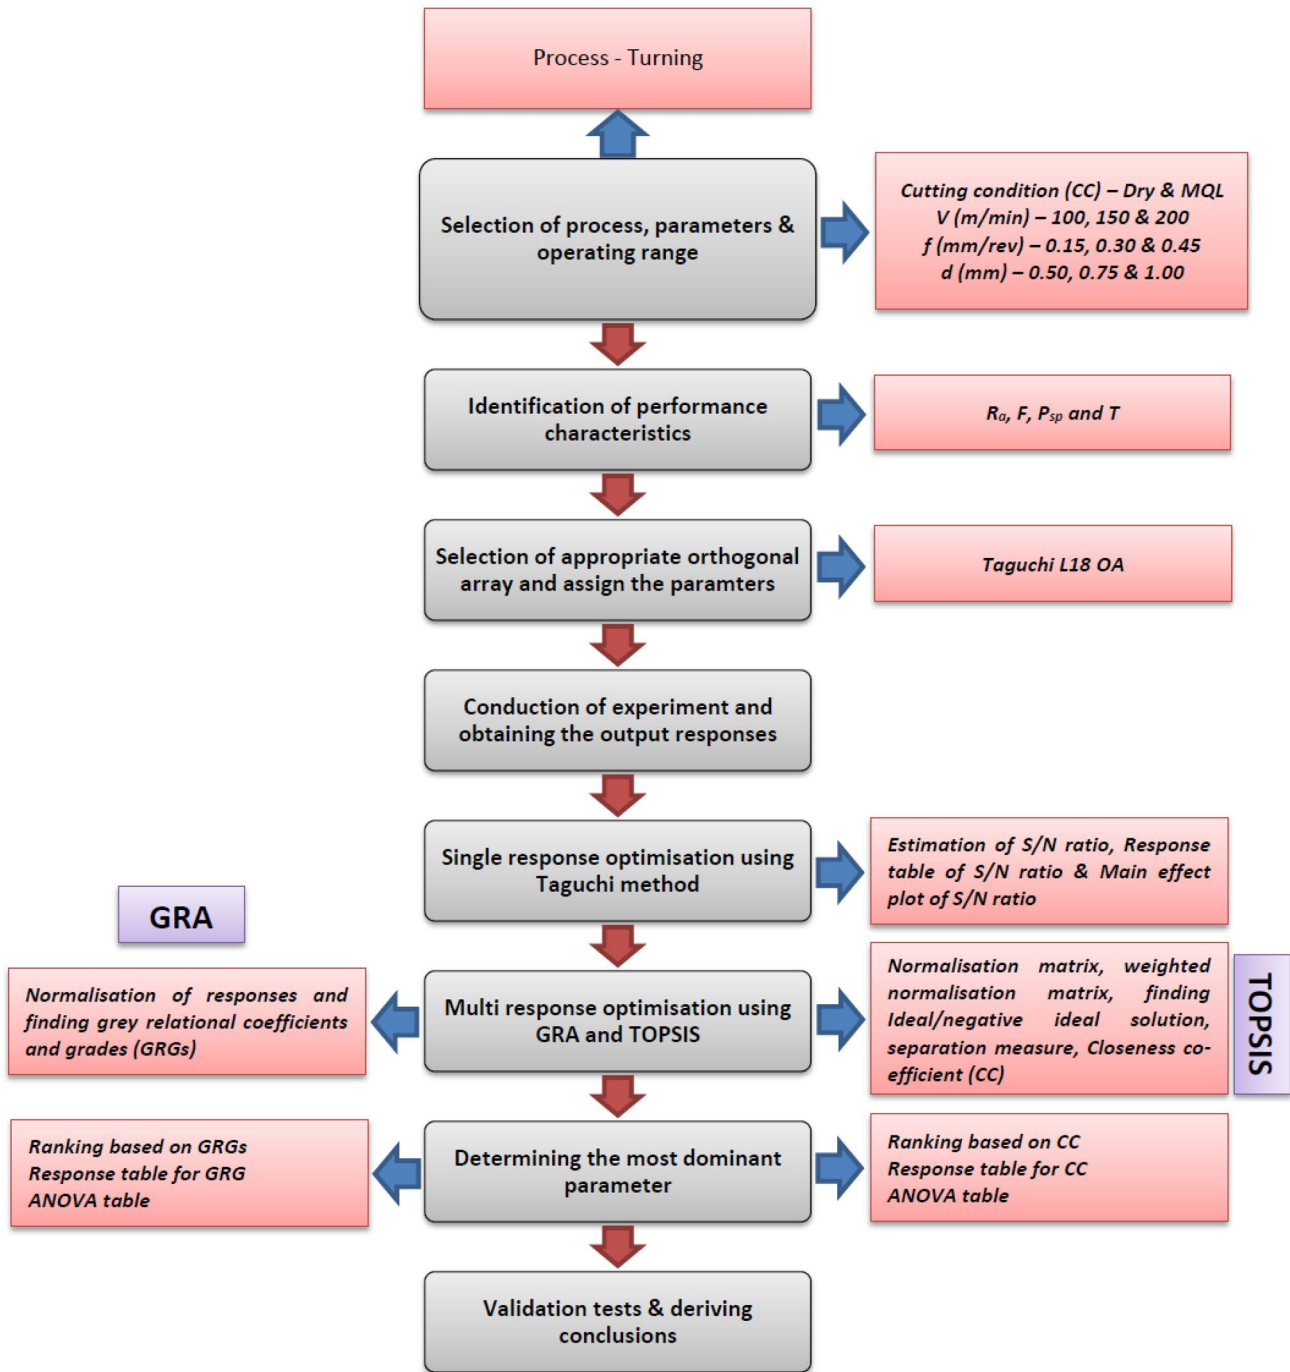 Process - Turning
Selection of process, parameters &
operating range
Cutting condition (CC) – Dry & MQL
V (m/min) – 100, 150 & 200
f (mm/rev) – 0.15, 0.30 & 0.45
d (mm) – 0.50, 0.75 & 1.00
Identification of performance
characteristics
Ra, F, Psp and T
Selection of appropriate orthogonal
array and assign the paramters
Taguchi L18 OA
Conduction of experiment and
obtaining the output responses
Single response optimisation using
Taguchi method
Estimation of S/N ratio, Response
table of S/N ratio & Main effect
plot of S/N ratio
GRA
Normalisation of responses and
finding grey relational coefficients
and grades (GRGs)
Multi response optimisation using
GRA and TOPSIS
Normalisation matrix, weighted
normalisation matrix, finding
Ideal/negative ideal solution,
separation measure, Closeness co-
efficient (CC)
TOPSIS
Ranking based on GRGs
Response table for GRG
ANOVA table
Determining the most dominant
parameter
Ranking based on CC
Response table for CC
ANOVA table
Validation tests & deriving
conclusions